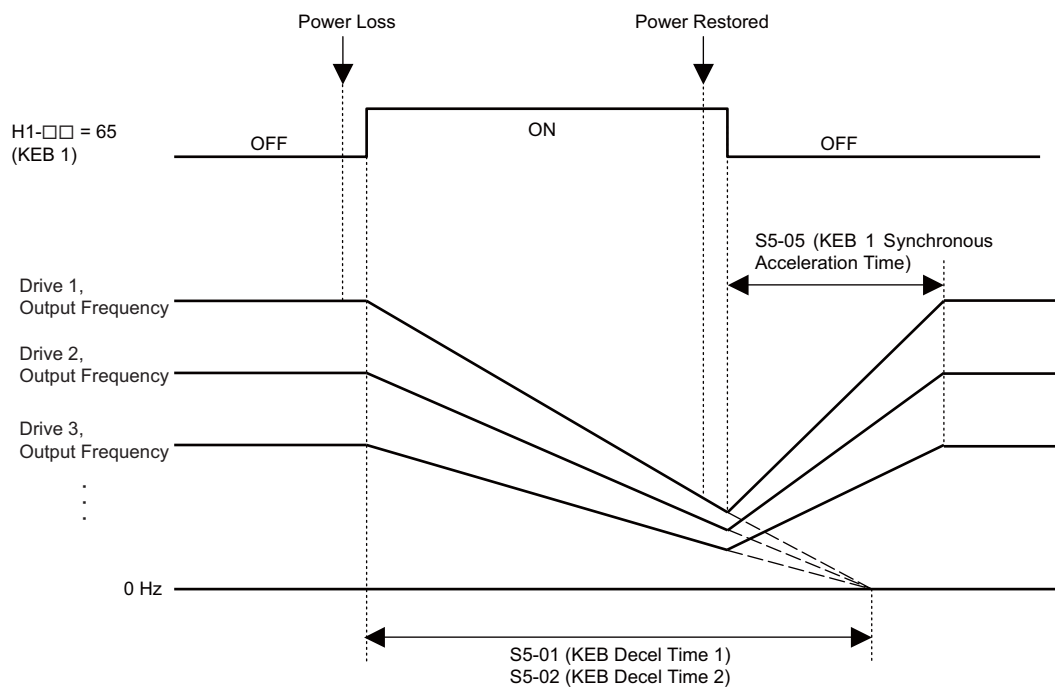 Power Loss
Power Restored
H1-□□ = 65
(KEB 1)
OFF
ON
OFF
S5-05 (KEB 1 Synchronous
Acceleration Time)
Drive 1,
Output Frequency
Drive 2,
Output Frequency
Drive 3,
Output Frequency
0 Hz
S5-01 (KEB Decel Time 1)
S5-02 (KEB Decel Time 2)